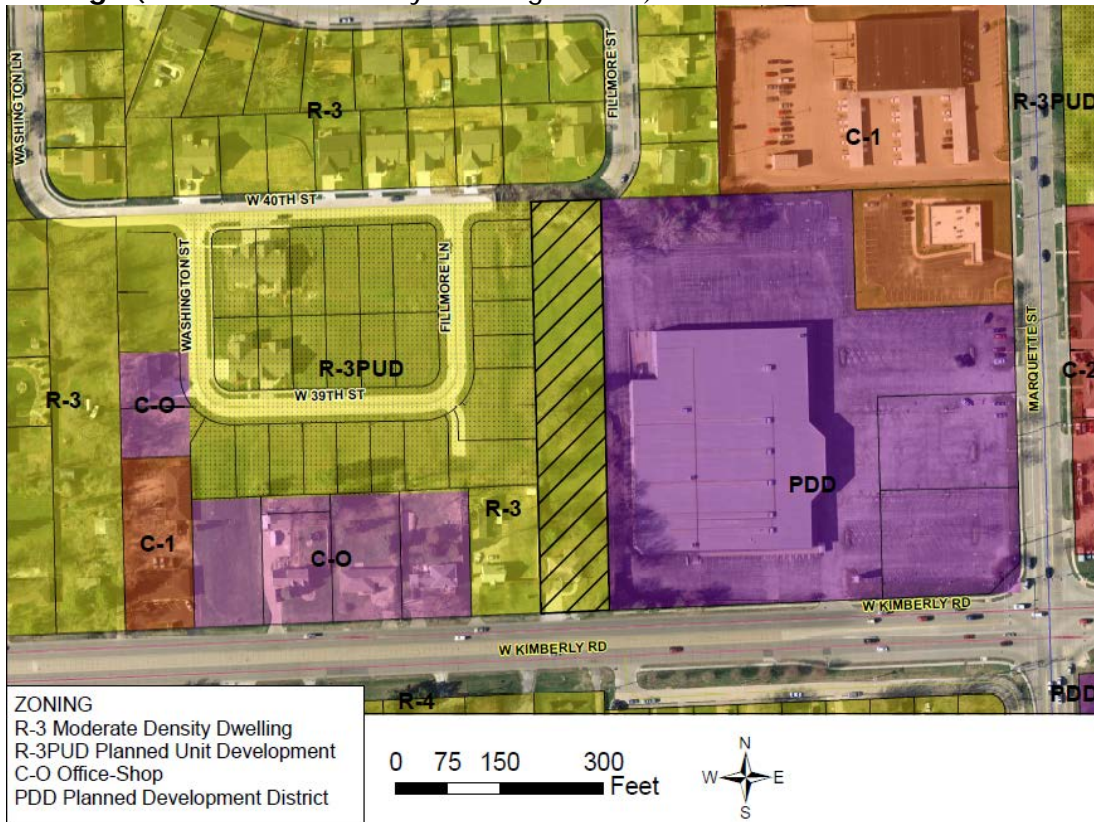 WASHINGTON LN
R-3
FILLMORE ST
C-1
R-3PUD
W 40TH ST
WASHINGTON ST
FILLMORE LN
R-3PUD
W 39TH ST
R-3
C-O
C-1
C-O
R-3
PDD
MARQUETTE ST
C-2
W KIMBERLY RD
W KIMBERLY RD
R-4
PDD
ZONING
R-3 Moderate Density Dwelling
R-3PUD Planned Unit Development
C-O Office-Shop
PDD Planned Development District
0 75 150 300
Feet
N
W E
S